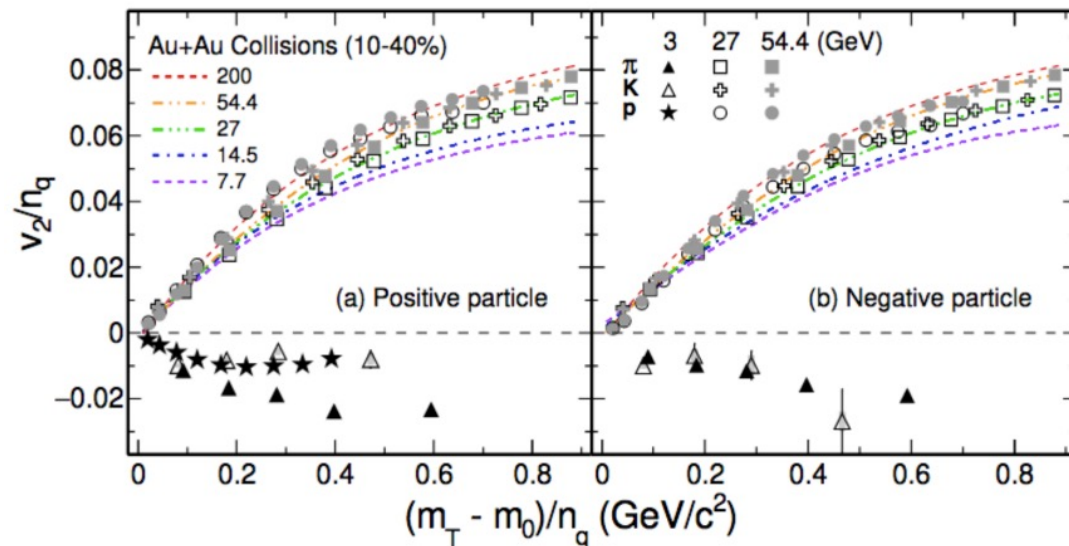 Au+Au Collisions (10-40%)
200
54.4
27
14.5
7.7
(a) Positive particle
3 27 54.4 (GeV)
π
K
p
(b) Negative particle
v2/nq
0.08
0.06
0.04
0.02
0
−0.02
0 0.2 0.4 0.6 0.8
0 0.2 0.4 0.6 0.8
(mT - m0)/nq (GeV/c²)